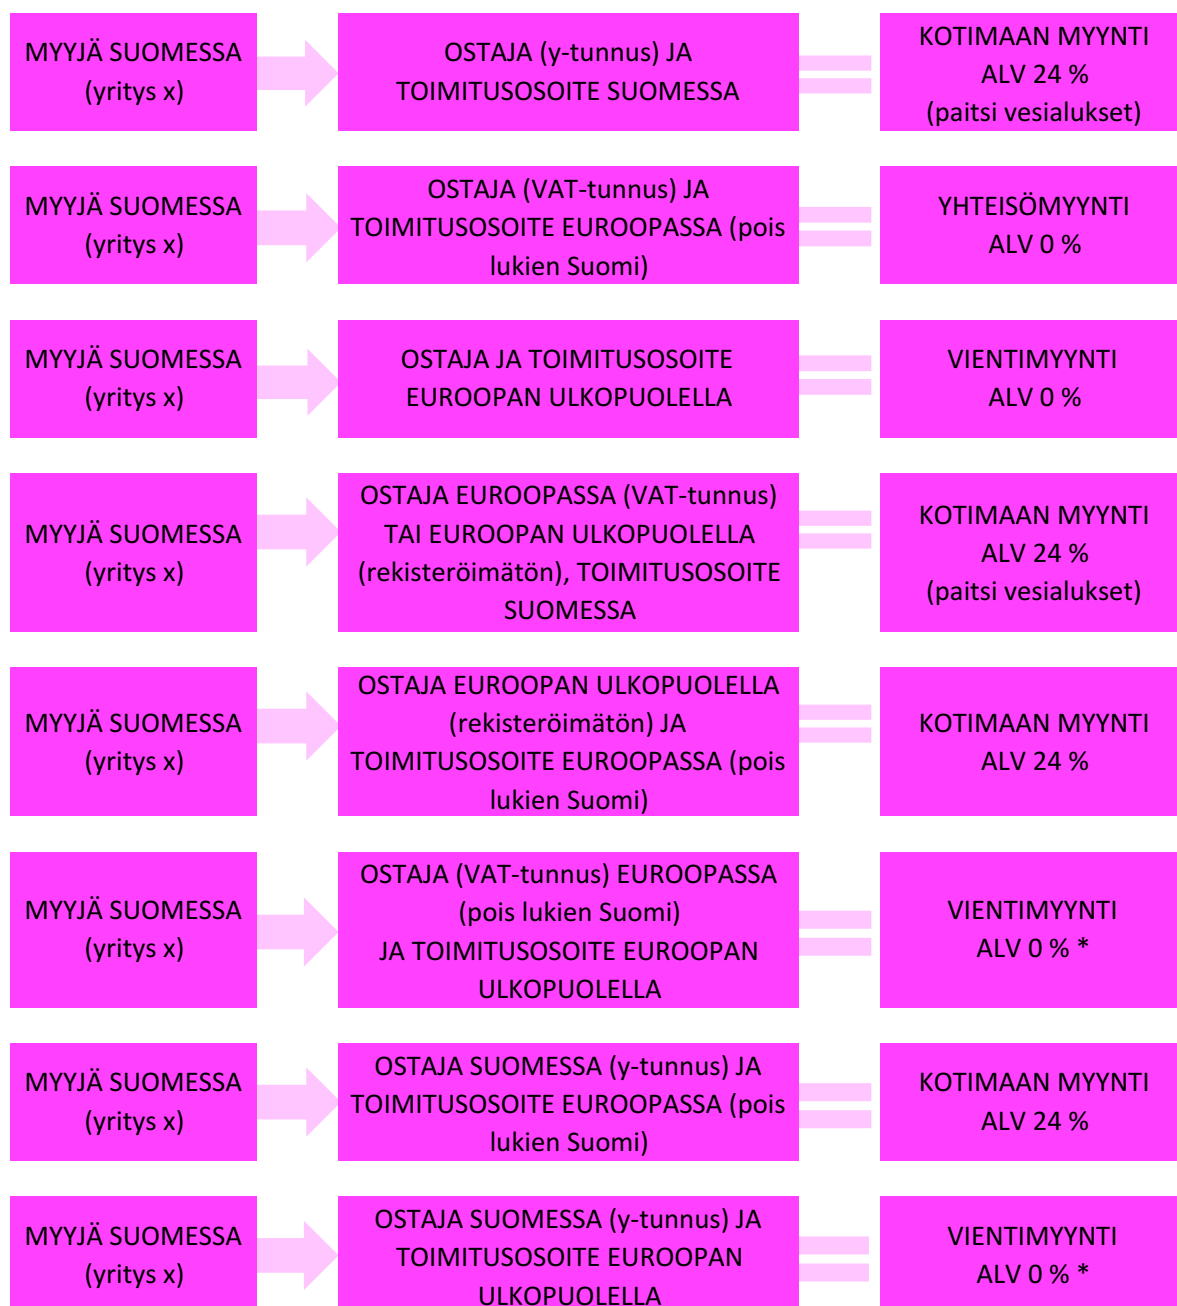 MYYJÄ SUOMESSA
(yritys x)
OSTAJA (y-tunnus) JA
TOIMITUSOSOITE SUOMESSA
KOTIMAAN MYYNTI
ALV 24 %
(paitsi vesialukset)
MYYJÄ SUOMESSA
(yritys x)
OSTAJA (VAT-tunnus) JA
TOIMITUSOSOITE EUROOPASSA (pois
lukien Suomi)
YHTEISÖMYYNTI
ALV 0 %
MYYJÄ SUOMESSA
(yritys x)
OSTAJA JA TOIMITUSOSOITE
EUROOPAN ULKOPUOLELLA
VIENTIMYYNTI
ALV 0 %
MYYJÄ SUOMESSA
(yritys x)
OSTAJA EUROOPASSA (VAT-tunnus)
TAI EUROOPAN ULKOPUOLELLA
(rekisteröimätön), TOIMITUSOSOITE
SUOMESSA
KOTIMAAN MYYNTI
ALV 24 %
(paitsi vesialukset)
MYYJÄ SUOMESSA
(yritys x)
OSTAJA EUROOPAN ULKOPUOLELLA
(rekisteröimätön) JA
TOIMITUSOSOITE EUROOPASSA (pois
lukien Suomi)
KOTIMAAN MYYNTI
ALV 24 %
MYYJÄ SUOMESSA
(yritys x)
OSTAJA (VAT-tunnus) EUROOPASSA
(pois lukien Suomi)
JA TOIMITUSOSOITE EUROOPAN
ULKOPUOLELLA
VIENTIMYYNTI
ALV 0 % *
MYYJÄ SUOMESSA
(yritys x)
OSTAJA SUOMESSA (y-tunnus) JA
TOIMITUSOSOITE EUROOPASSA (pois
lukien Suomi)
KOTIMAAN MYYNTI
ALV 24 %
MYYJÄ SUOMESSA
(yritys x)
OSTAJA SUOMESSA (y-tunnus) JA
TOIMITUSOSOITE EUROOPAN
ULKOPUOLELLA
VIENTIMYYNTI
ALV 0 % *